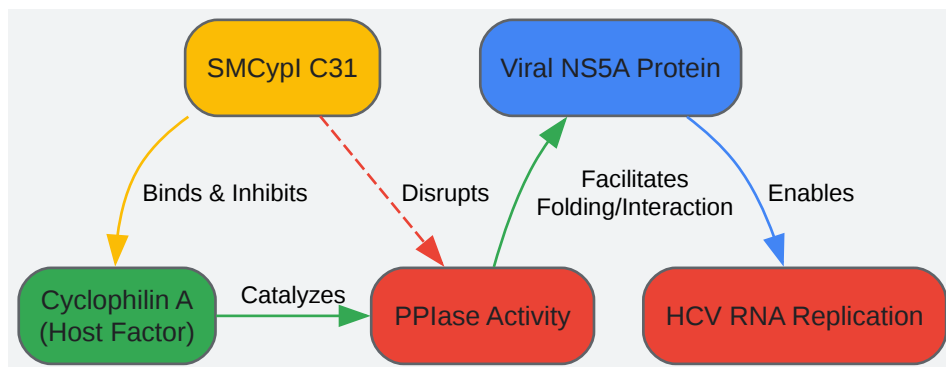 SMCypI C31
Viral NS5A Protein
Binds & Inhibits
Disrupts
Facilitates
Folding/Interaction
Enables
Cyclophilin A
(Host Factor)
Catalyzes
PPIase Activity
HCV RNA Replication